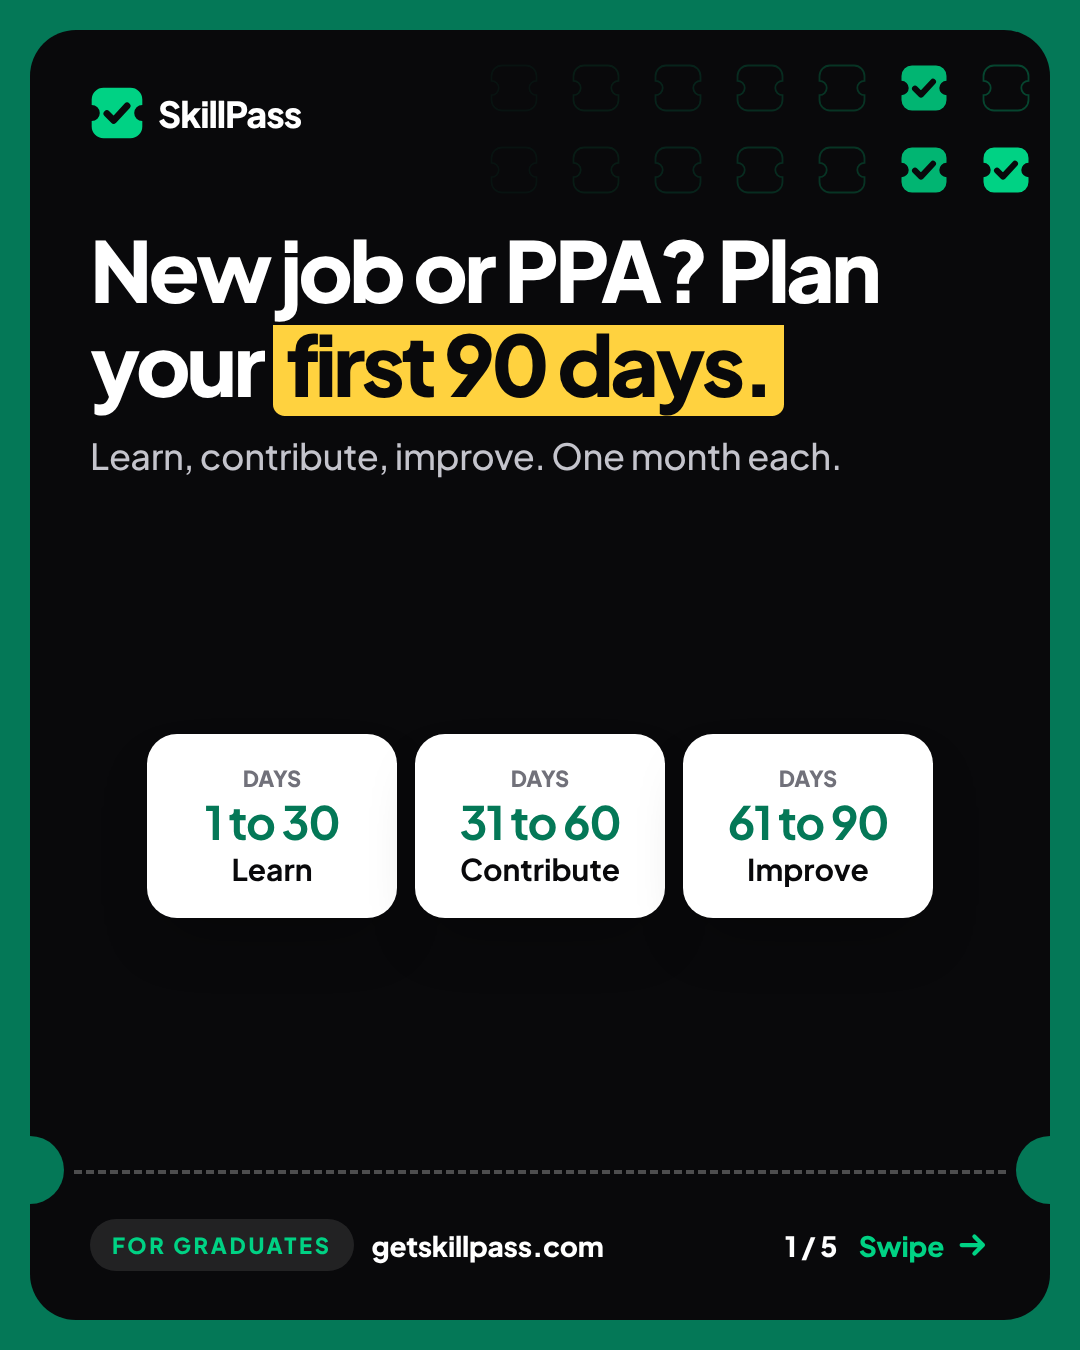 SkillPass
New job or PPA? Plan
your first 90 days.
Learn, contribute, improve. One month each.
DAYS
1 to 30
Learn
DAYS
31 to 60
Contribute
DAYS
61 to 90
Improve
FOR GRADUATES
getskillpass.com
1 / 5
Swipe →